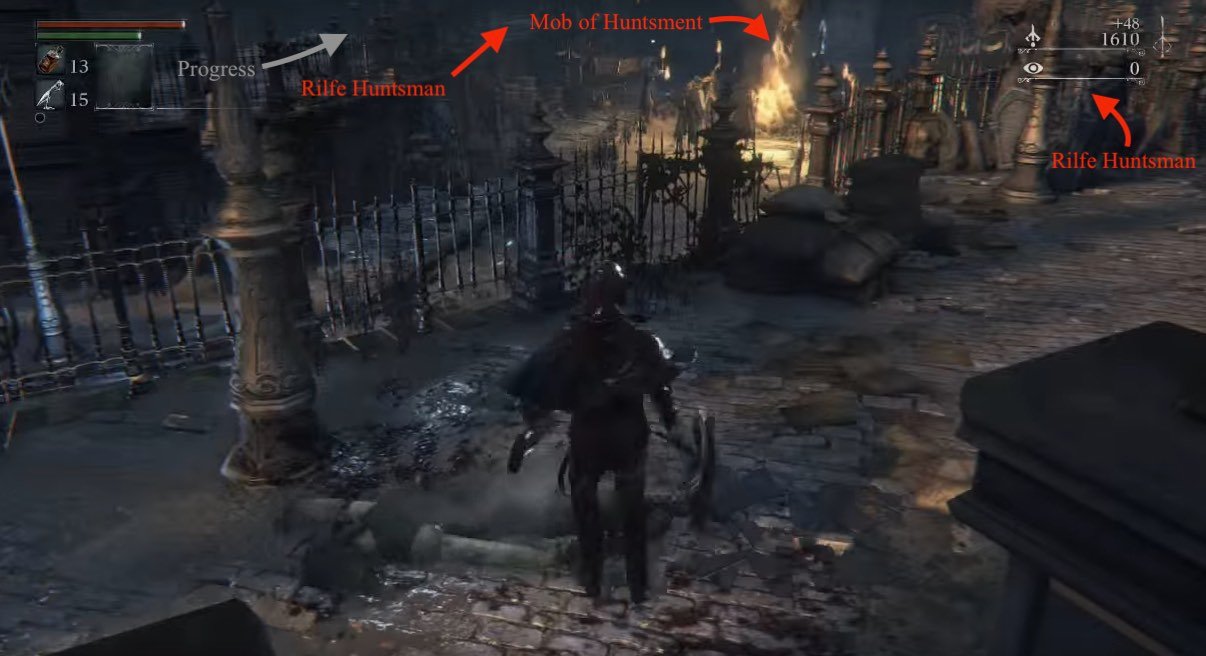 13
15
Progress
Rilfe Huntsman
Mob of Huntsment
+48
1610
0
Rilfe Huntsman